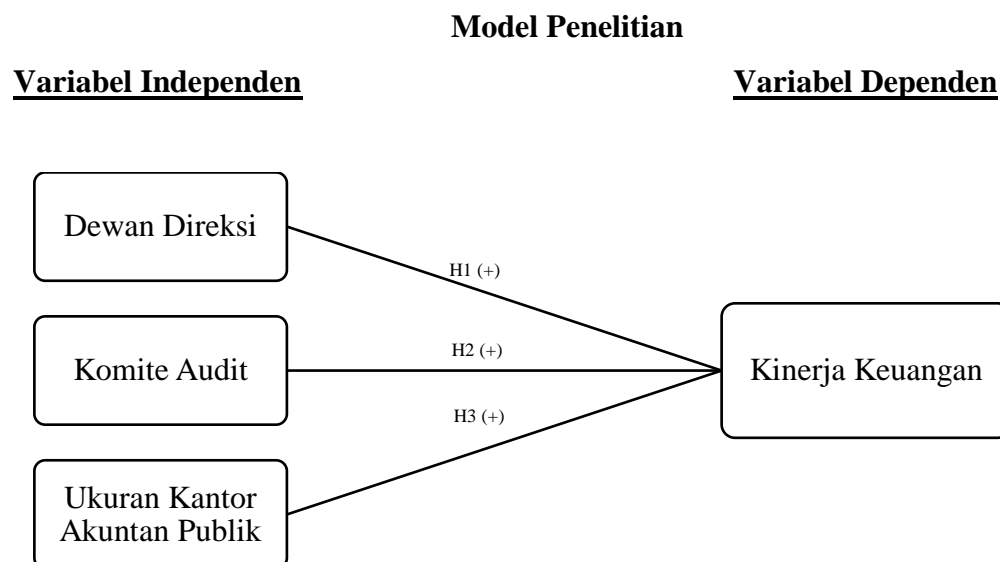 Model Penelitian
Variabel Independen
Variabel Dependen
Dewan Direksi
H1 (+)
Komite Audit
H2 (+)
Kinerja Keuangan
H3 (+)
Ukuran Kantor
Akuntan Publik